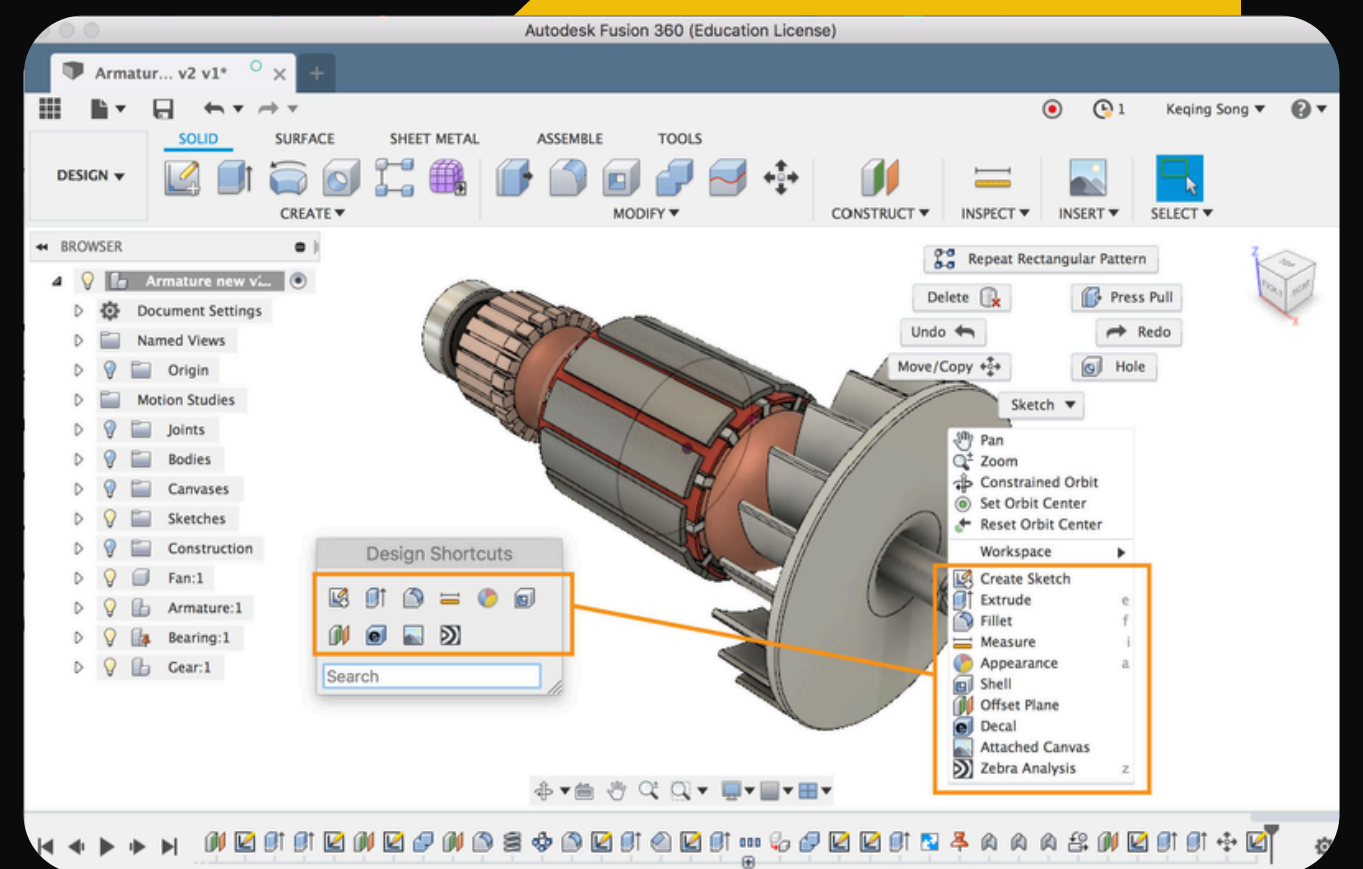 Autodesk Fusion 360 (Education License)
Armatur... v2 v1*
1
Keqing Song
SOLID SURFACE SHEET METAL ASSEMBLE TOOLS
DESIGN
CREATE MODIFY CONSTRUCT INSPECT INSERT SELECT
BROWSER
Armature new v:...
Document Settings
Named Views
Origin
Motion Studies
Joints
Bodies
Canvases
Sketches
Construction
Fan:1
Armature:1
Bearing:1
Gear:1
Design Shortcuts
Search
Repeat Rectangular Pattern
Delete Press Pull
Undo Redo
Move/Copy Hole
Sketch
Pan
Zoom
Constrained Orbit
Set Orbit Center
Reset Orbit Center
Workspace
Create Sketch
Extrude e
Fillet f
Measure i
Appearance a
Shell
Offset Plane
Decal
Attached Canvas
Zebra Analysis z
Z
TOP
FRONT
X